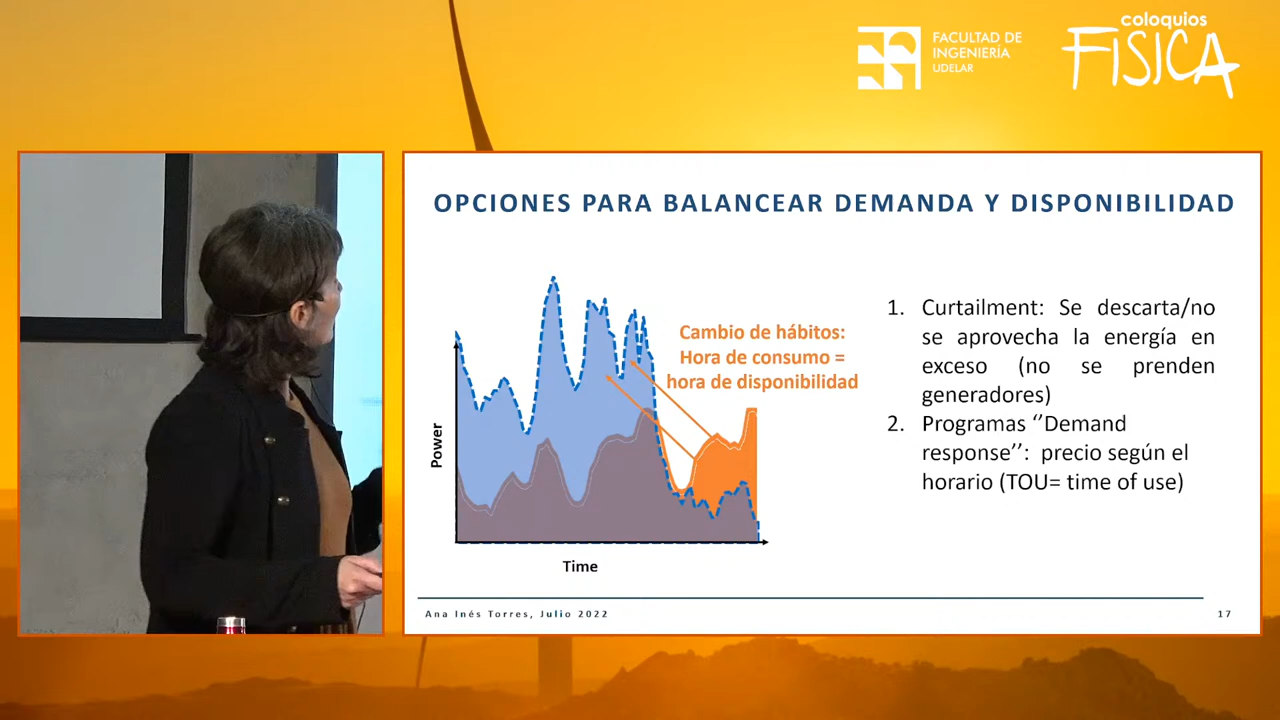 coloquios
FISICA
FACULTAD DE
INGENIERÍA
UDELAR
OPCIONES PARA BALANCEAR DEMANDA Y DISPONIBILIDAD
Cambio de hábitos:
Hora de consumo =
hora de disponibilidad
Power
Time
1. Curtailment: Se descarta/no
se aprovecha la energía en
exceso (no se prenden
generadores)
2. Programas ‘’Demand
response’’: precio según el
horario (TOU= time of use)
Ana Inés Torres, Julio 2022
17